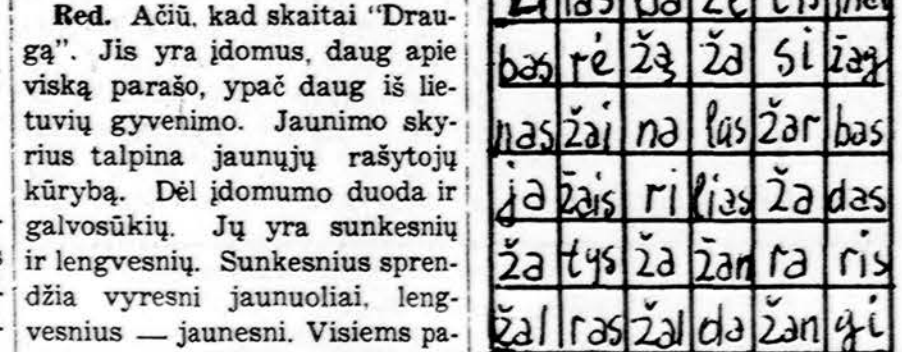 Red. Ačiū, kad skaitai “Drau-
gą”. Jis yra įdomus, daug apie
viską parašo, ypač daug iš lie-
tuvių gyvenimo. Jaunimo sky-
rius talpina jaunųjų rašytojų
kūrybą. Dėl įdomumo duoda ir
galvosūkių. Jų yra sunkesnių
ir lengvesnių. Sunkesnius spren-
džia vyresni jaunuoliai, leng-
vesnius — jaunesni. Visiems pa-
bas rė žą ža si žag
nas žai na las žar bas
ja žais ri lias ža das
ža tys ža žan ra ris
žal ras žal da žan gi